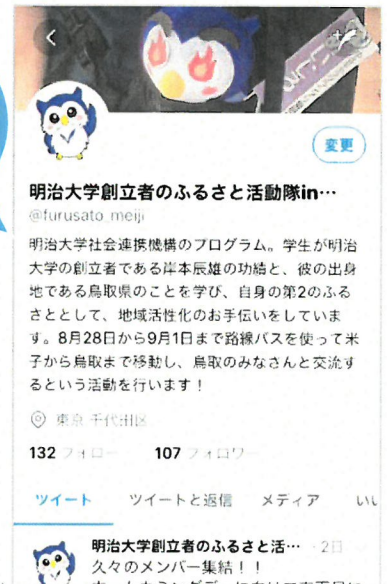 変更
明治大学創立者のふるさと活動隊in…
@furusato_meiji
明治大学社会連携機構のプログラム。学生が明治
大学の創立者である岸本辰雄の功績と、彼の出身
地である鳥取県のことを学び、自身の第2のふる
さととして、地域活性化のお手伝いをしていま
す。8月28日から9月1日まで路線バスを使って米
子から鳥取まで移動し、鳥取のみなさんと交流す
るという活動を行います！
東京 千代田区
132 フォロー 107 フォロワー
ツイート ツイートと返信 メディア いい
明治大学創立者のふるさと活… ・2日
久々のメンバー集結！！